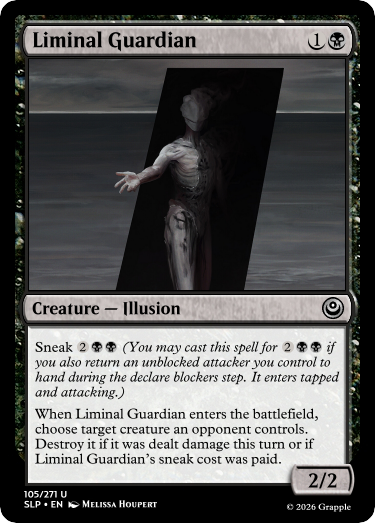 Liminal Guardian 1
Creature — Illusion
Sneak 2 (You may cast this spell for 2 if
you also return an unblocked attacker you control to
hand during the declare blockers step. It enters tapped
and attacking.)
When Liminal Guardian enters the battlefield,
choose target creature an opponent controls.
Destroy it if it was dealt damage this turn or if
Liminal Guardian's sneak cost was paid.
2/2
105/271 U
SLP • EN Melissa Houpert
© 2026 Grapple